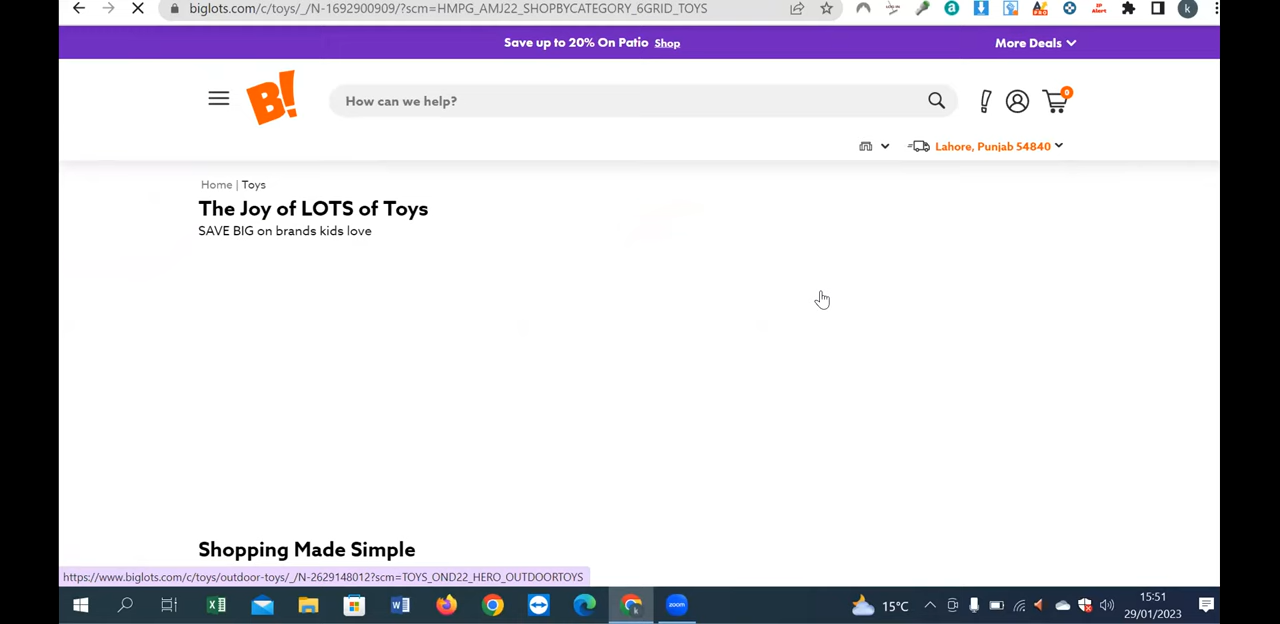 biglots.com/c/toys/_/N-1692900909/?scm=HMPG_AMJ22_SHOPBYCATEGORY_6GRID_TOYS
k
Save up to 20% On Patio Shop
More Deals
B!
How can we help?
0
Lahore, Punjab 54840
Home | Toys
The Joy of LOTS of Toys
SAVE BIG on brands kids love
Shopping Made Simple
https://www.biglots.com/c/toys/outdoor-toys/_/N-2629148012?scm=TOYS_OND22_HERO_OUTDOORTOYS
zoom
15°C
15:51
29/01/2023